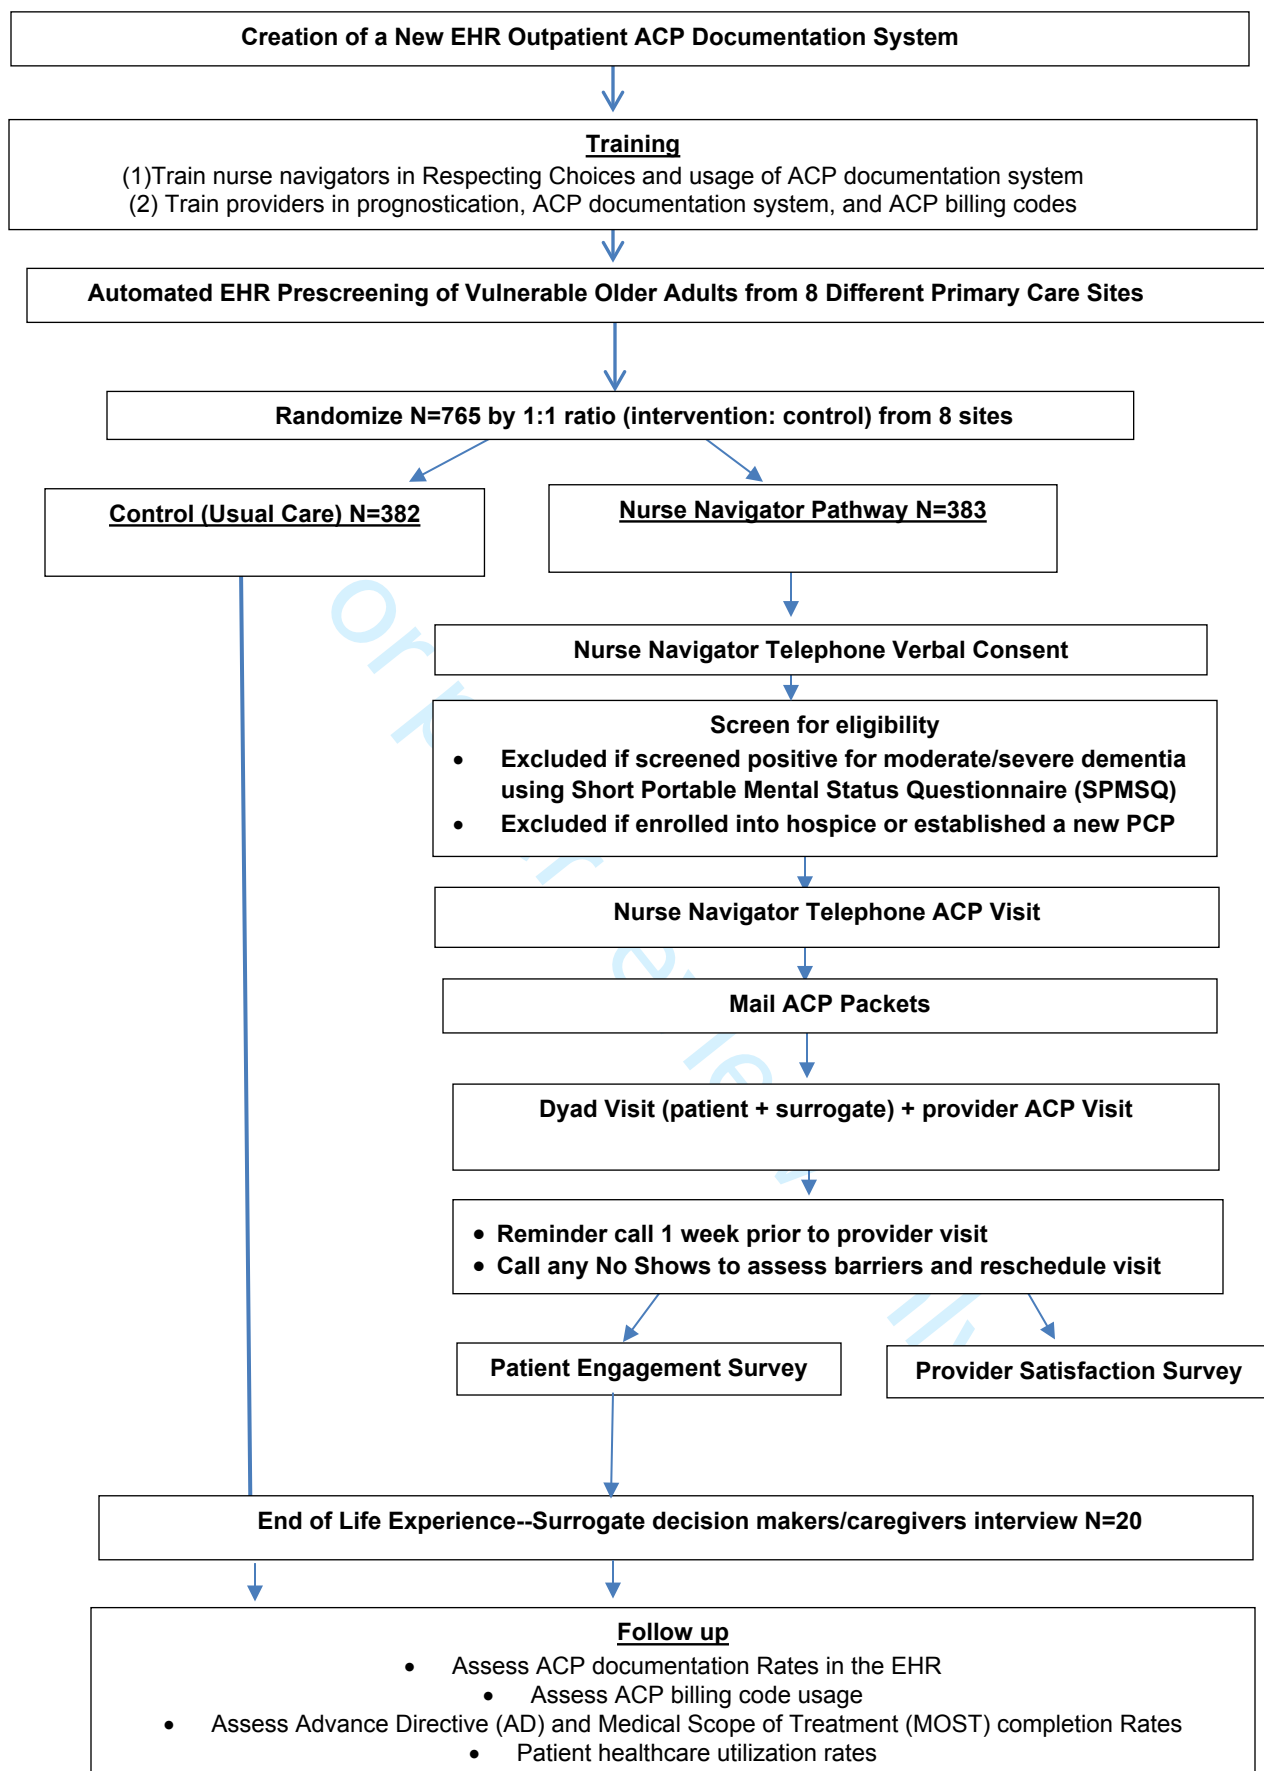 Creation of a New EHR Outpatient ACP Documentation System
Training
(1)Train nurse navigators in Respecting Choices and usage of ACP documentation system
(2) Train providers in prognostication, ACP documentation system, and ACP billing codes
Automated EHR Prescreening of Vulnerable Older Adults from 8 Different Primary Care Sites
Randomize N=765 by 1:1 ratio (intervention: control) from 8 sites
Control (Usual Care) N=382
Nurse Navigator Pathway N=383
Nurse Navigator Telephone Verbal Consent
Screen for eligibility
• Excluded if screened positive for moderate/severe dementia
using Short Portable Mental Status Questionnaire (SPMSQ)
• Excluded if enrolled into hospice or established a new PCP
Nurse Navigator Telephone ACP Visit
Mail ACP Packets
Dyad Visit (patient + surrogate) + provider ACP Visit
• Reminder call 1 week prior to provider visit
• Call any No Shows to assess barriers and reschedule visit
Patient Engagement Survey
Provider Satisfaction Survey
End of Life Experience--Surrogate decision makers/caregivers interview N=20
Follow up
• Assess ACP documentation Rates in the EHR
• Assess ACP billing code usage
• Assess Advance Directive (AD) and Medical Scope of Treatment (MOST) completion Rates
• Patient healthcare utilization rates